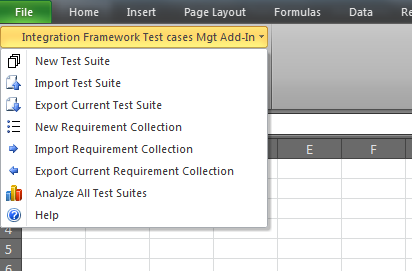 File Home Insert Page Layout Formulas Data Re
Integration Framework Test cases Mgt Add-In
New Test Suite
Import Test Suite
Export Current Test Suite
New Requirement Collection
Import Requirement Collection
Export Current Requirement Collection
Analyze All Test Suites
Help
E F
4
5
6